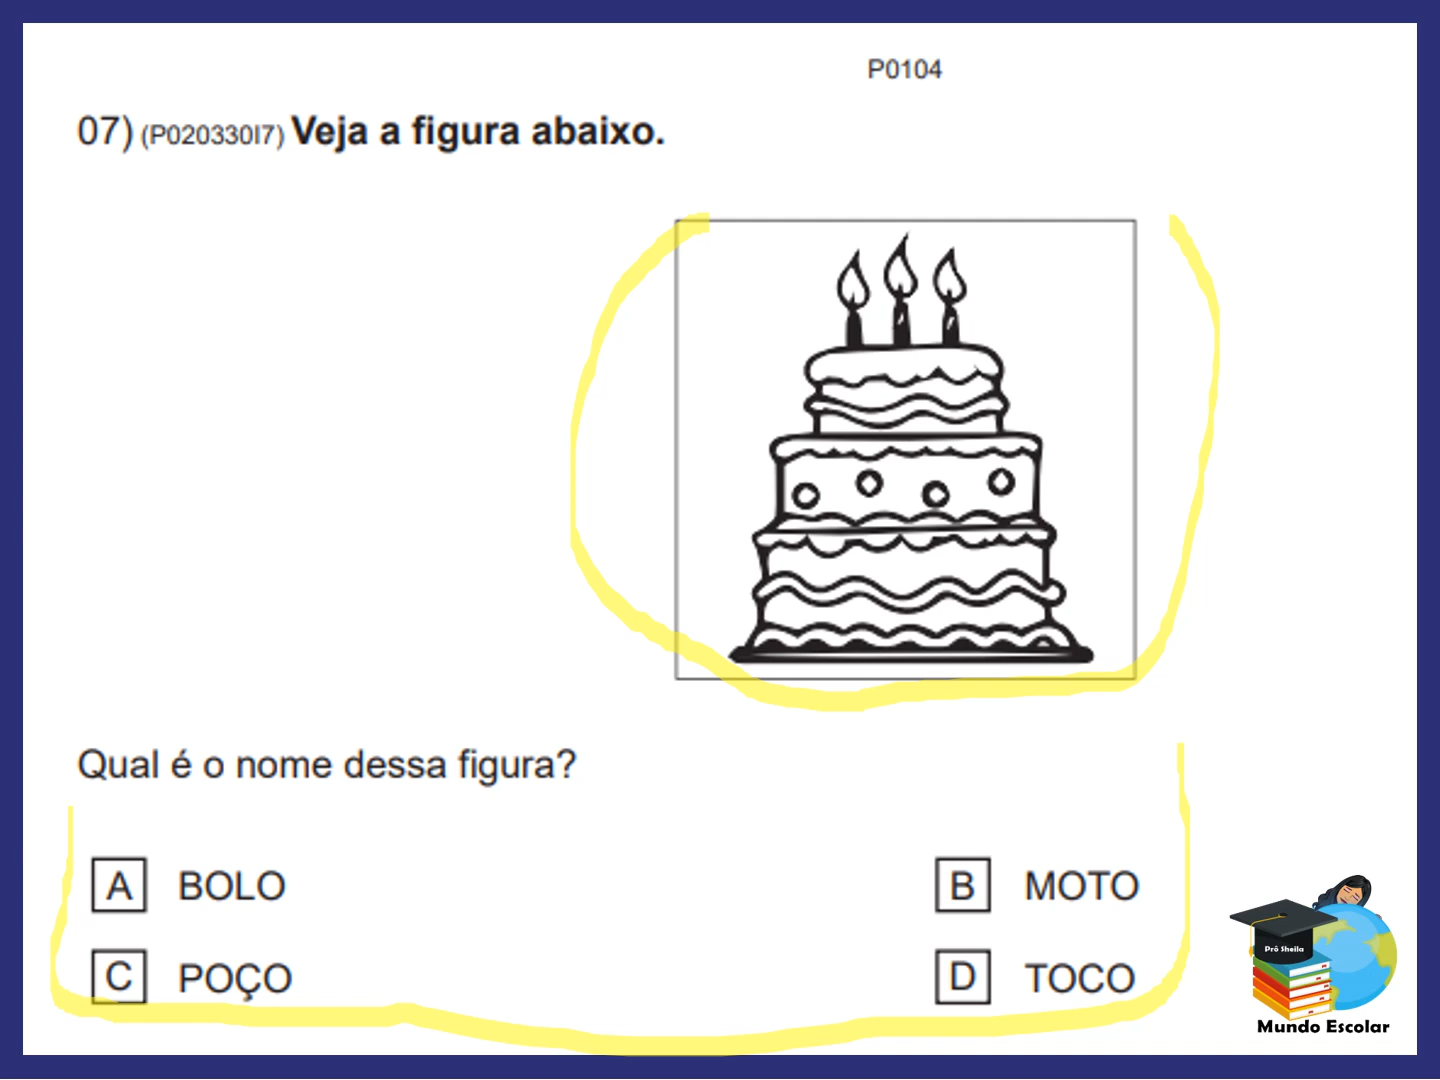 P0104
07) (P020330I7) Veja a figura abaixo.
Qual é o nome dessa figura?
A BOLO
B MOTO
C POÇO
D TOCO
Prô Sheila
Mundo Escolar